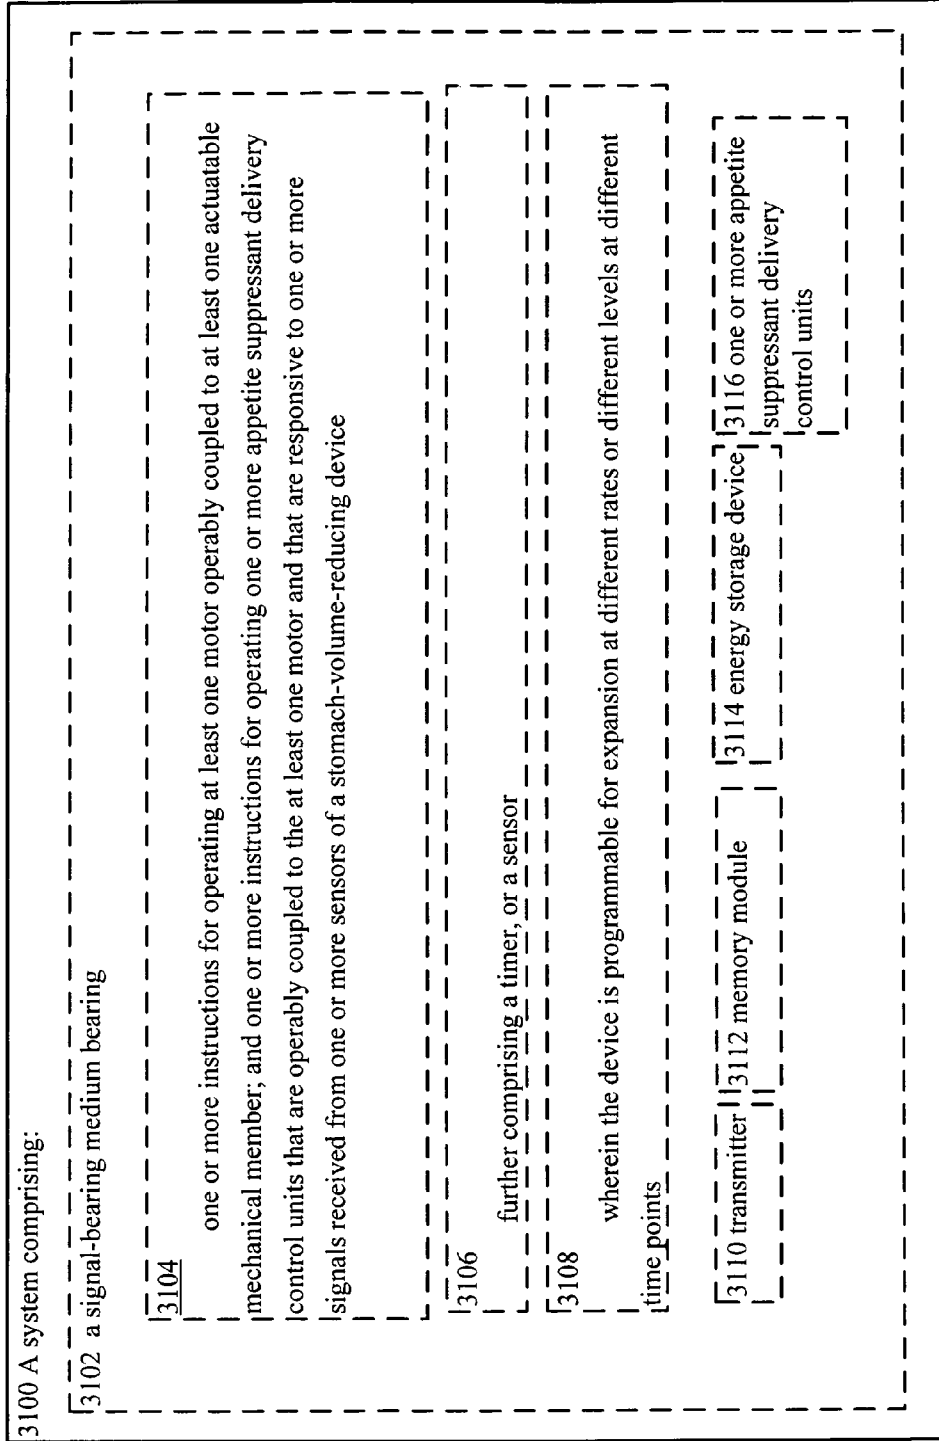 3100 A system comprising:
3102 a signal-bearing medium bearing
3104
one or more instructions for operating at least one motor operably coupled to at least one actuatable
mechanical member; and one or more instructions for operating one or more appetite suppressant delivery
control units that are operably coupled to the at least one motor and that are responsive to one or more
signals received from one or more sensors of a stomach-volume-reducing device
3106
further comprising a timer, or a sensor
3108
wherein the device is programmable for expansion at different rates or different levels at different
time points
3110 transmitter
3112 memory module
3114 energy storage device
3116 one or more appetite
suppressant delivery
control units